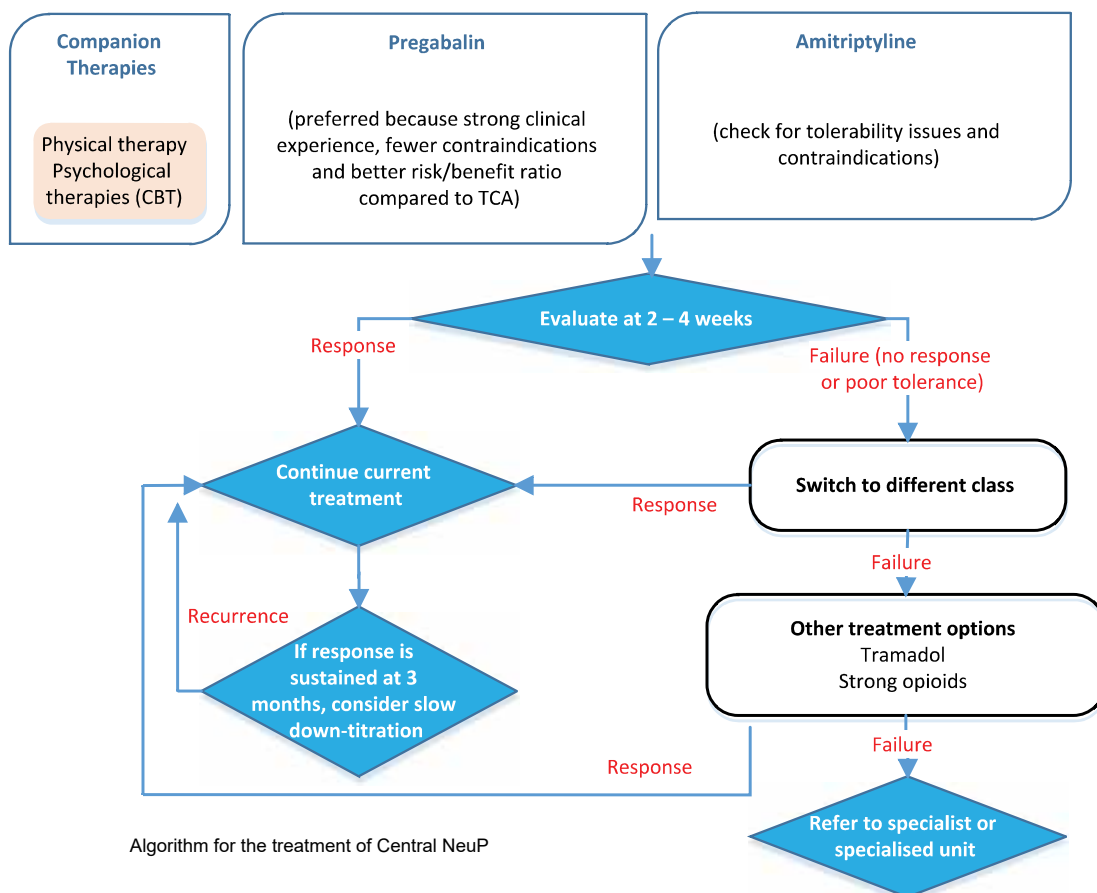 Companion
Therapies
Physical therapy
Psychological
therapies (CBT)
Pregabalin
(preferred because strong clinical
experience, fewer contraindications
and better risk/benefit ratio
compared to TCA)
Amitriptyline
(check for tolerability issues and
contraindications)
Evaluate at 2 – 4 weeks
Response
Failure (no response
or poor tolerance)
Continue current
treatment
Response
Switch to different class
Failure
Recurrence
If response is
sustained at 3
months, consider slow
down-titration
Other treatment options
Tramadol
Strong opioids
Response
Failure
Refer to specialist or
specialised unit
Algorithm for the treatment of Central NeuP